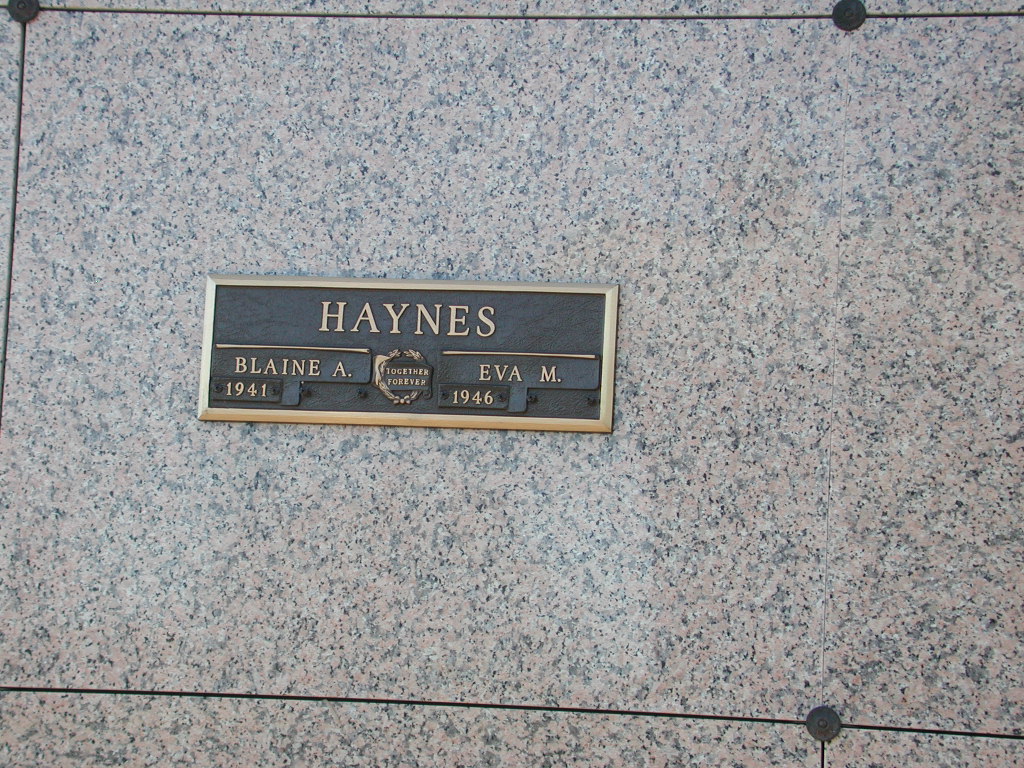 HAYNES
BLAINE A.
1941
TOGETHER
FOREVER
EVA M.
1946